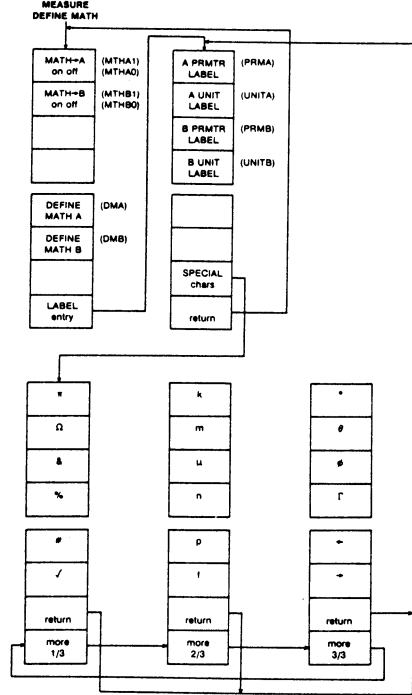 MEASURE
DEFINE MATH
MATH→A
on off
(MTHA1)
(MTHA0)
MATH→B
on off
(MTHB1)
(MTHB0)
DEFINE
MATH A
(DMA)
DEFINE
MATH B
(DMB)
LABEL
entry
A PRMTR
LABEL
(PRMA)
A UNIT
LABEL
(UNITA)
B PRMTR
LABEL
(PRMB)
B UNIT
LABEL
(UNITB)
SPECIAL
chars
return
π
Ω
&
%
#
√
return
more
1/3
k
m
μ
n
p
f
return
more
2/3
°
θ
ø
Γ
←
→
return
more
3/3